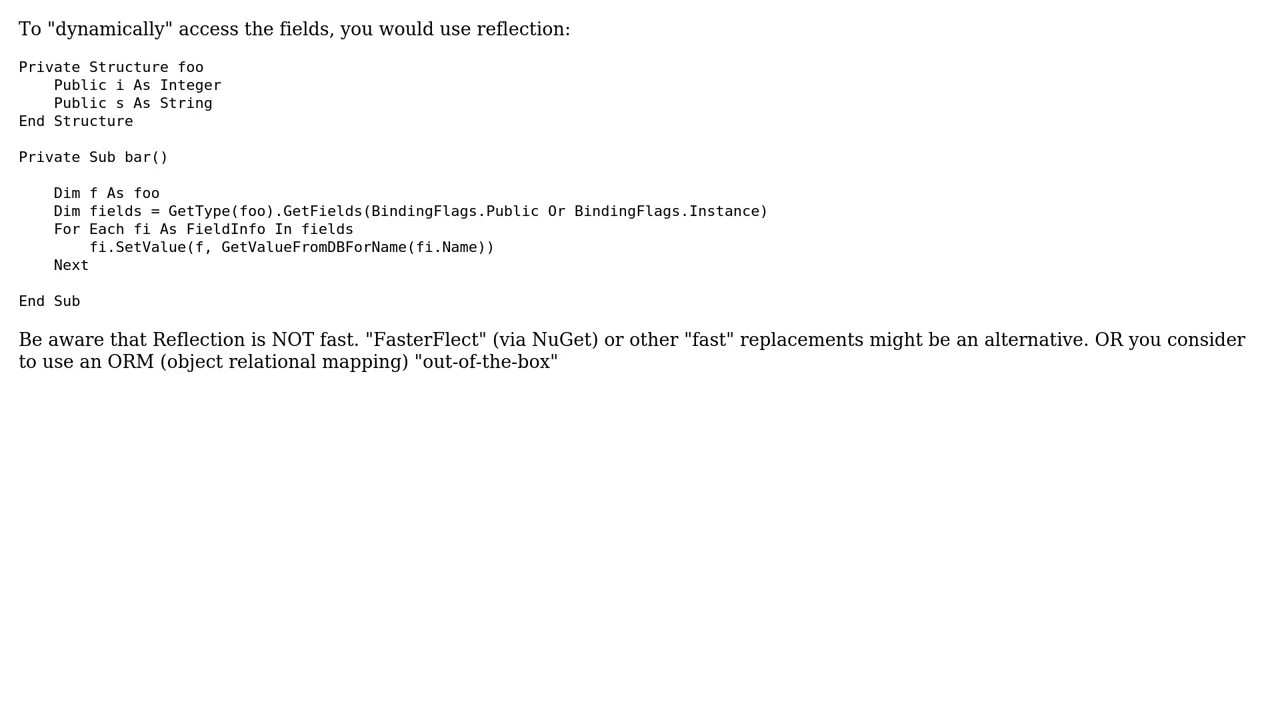 To "dynamically" access the fields, you would use reflection:
Private Structure foo
    Public i As Integer
    Public s As String
End Structure
Private Sub bar()
    Dim f As foo
    Dim fields = GetType(foo).GetFields(BindingFlags.Public Or BindingFlags.Instance)
    For Each fi As FieldInfo In fields
        fi.SetValue(f, GetValueFromDBForName(fi.Name))
    Next
End Sub
Be aware that Reflection is NOT fast. "FasterFlect" (via NuGet) or other "fast" replacements might be an alternative. OR you consider
to use an ORM (object relational mapping) "out-of-the-box"